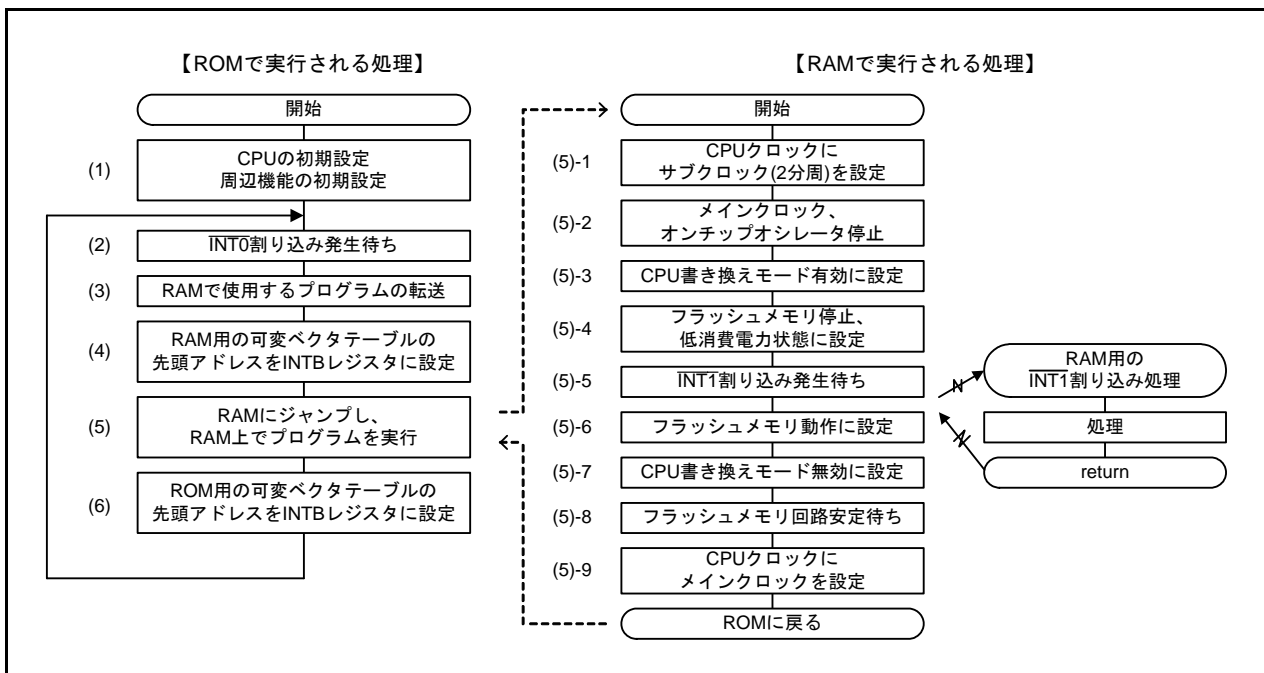 【ROMで実行される処理】
開始
(1)
CPUの初期設定
周辺機能の初期設定
(2)
INT0割り込み発生待ち
(3)
RAMで使用するプログラムの転送
(4)
RAM用の可変ベクタテーブルの
先頭アドレスをINTBレジスタに設定
(5)
RAMにジャンプし、
RAM上でプログラムを実行
(6)
ROM用の可変ベクタテーブルの
先頭アドレスをINTBレジスタに設定
【RAMで実行される処理】
開始
(5)-1
CPUクロックに
サブクロック(2分周)を設定
(5)-2
メインクロック、
オンチップオシレータ停止
(5)-3
CPU書き換えモード有効に設定
(5)-4
フラッシュメモリ停止、
低消費電力状態に設定
(5)-5
INT1割り込み発生待ち
(5)-6
フラッシュメモリ動作に設定
(5)-7
CPU書き換えモード無効に設定
(5)-8
フラッシュメモリ回路安定待ち
(5)-9
CPUクロックに
メインクロックを設定
ROMに戻る
RAM用の
INT1割り込み処理
処理
return